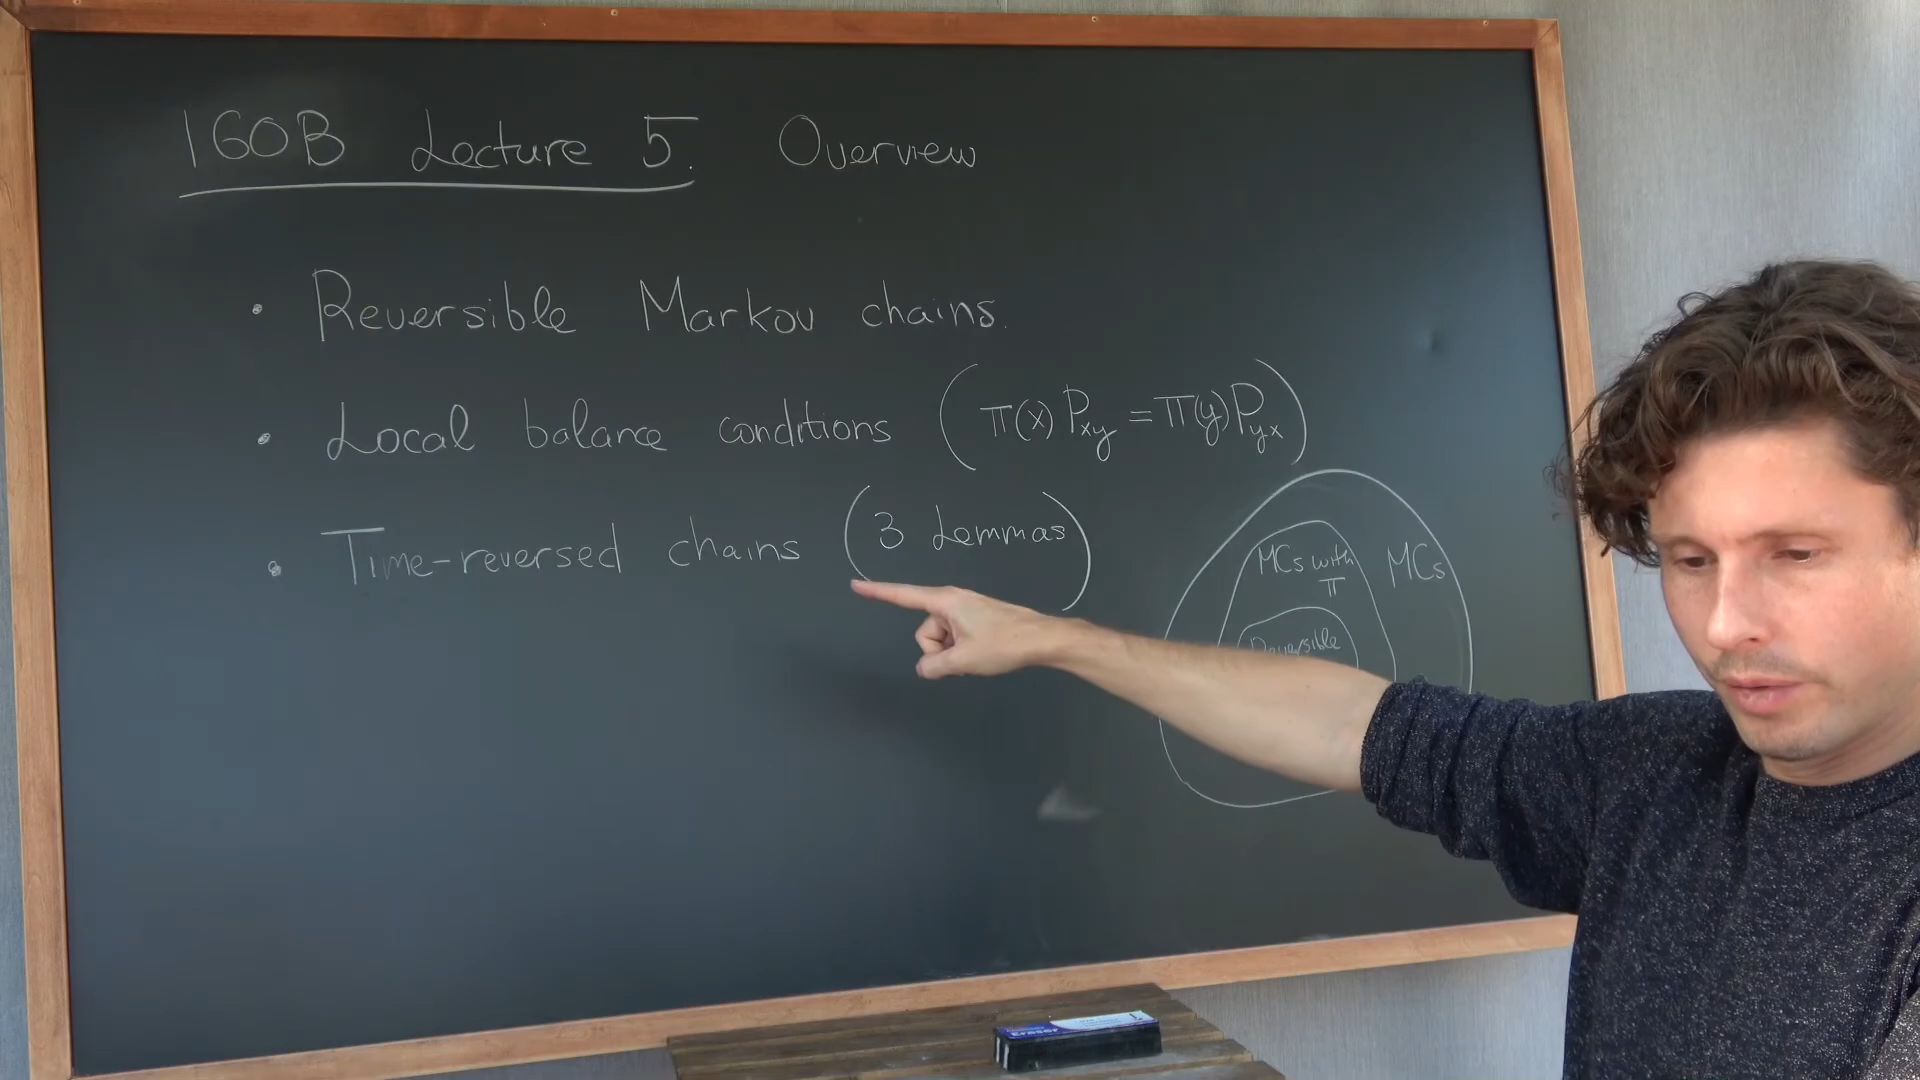 160B Lecture 5. Overview
• Reversible Markov chains.
• Local balance conditions (π(x)Pxy = π(y)Pyx)
• Time-reversed chains (3 Lemmas)
MCs with π
MCs
Reversible
Eraser